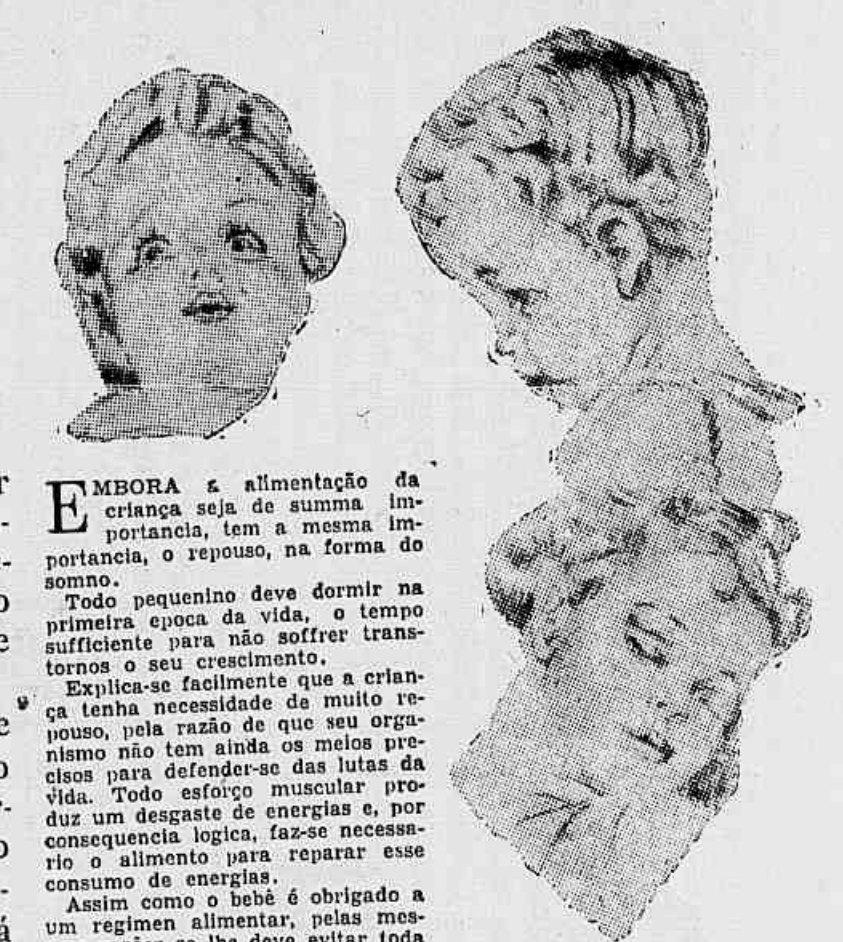 EMBORA a alimentação da
criança seja de summa im-
portancia, tem a mesma im-
portancia, o repouso, na forma do
somno.
Todo pequenino deve dormir na
primeira epoca da vida, o tempo
sufficiente para não soffrer trans-
tornos o seu crescimento.
Explica-se facilmente que a crian-
ça tenha necessidade de muito re-
pouso, pela razão de que seu orga-
nismo não tem ainda os meios pre-
cisos para defender-se das lutas da
vida. Todo esforço muscular pro-
duz um desgaste de energias e, por
consequencia logica, faz-se necessa-
rio o alimento para reparar esse
consumo de energias.
Assim como o bebê é obrigado a
um regimen alimentar, pelas mes-
se lhe deve evitar toda